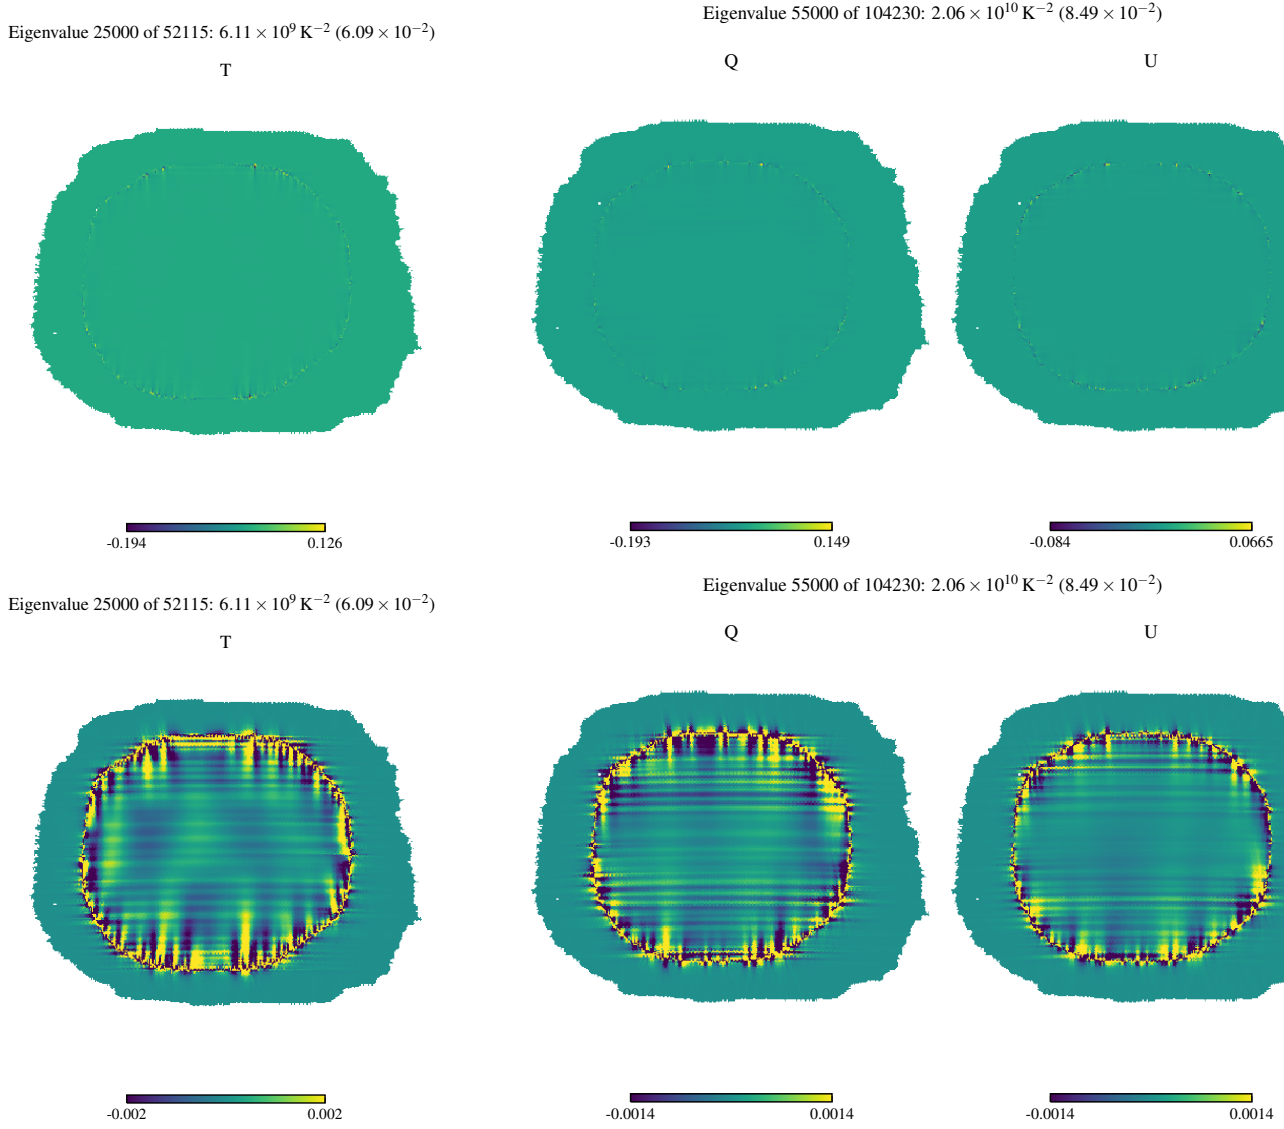 Eigenvalue 55000 of 104230: 2.06 × 10¹⁰ K⁻² (8.49 × 10⁻²)
Eigenvalue 25000 of 52115: 6.11 × 10⁹ K⁻² (6.09 × 10⁻²)
T Q U
-0.194 0.126 -0.193 0.149 -0.084 0.0665
Eigenvalue 55000 of 104230: 2.06 × 10¹⁰ K⁻² (8.49 × 10⁻²)
Eigenvalue 25000 of 52115: 6.11 × 10⁹ K⁻² (6.09 × 10⁻²)
T Q U
-0.002 0.002 -0.0014 0.0014 -0.0014 0.0014